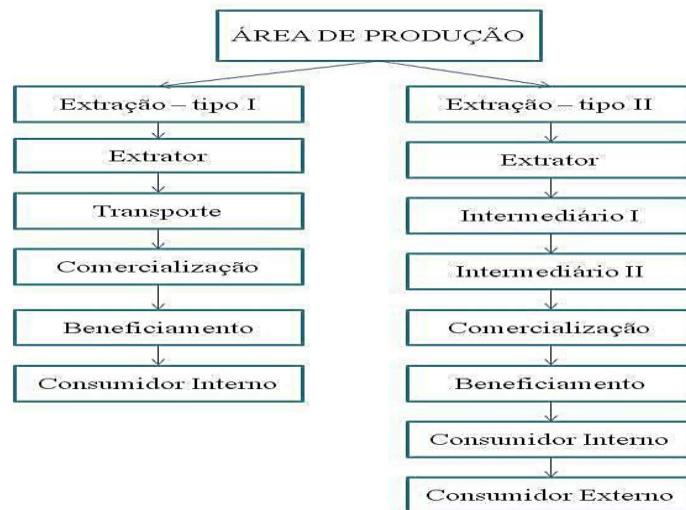 ÁREA DE PRODUÇÃO
Extração – tipo I
Extrator
Transporte
Comercialização
Beneficiamento
Consumidor Interno
Extração – tipo II
Extrator
Intermediário I
Intermediário II
Comercialização
Beneficiamento
Consumidor Interno
Consumidor Externo